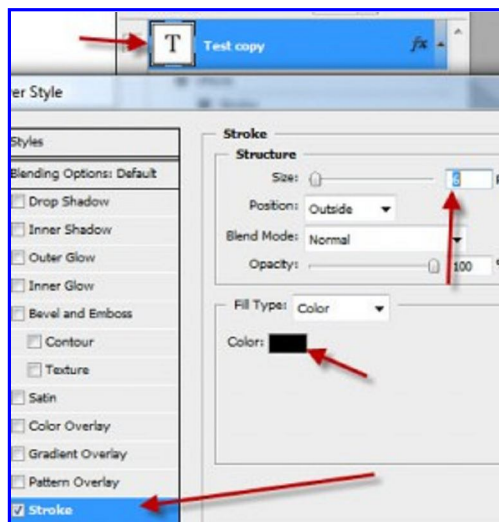 T Test copy fx
er Style
Styles
Blending Options: Default
Drop Shadow
Inner Shadow
Outer Glow
Inner Glow
Bevel and Emboss
Contour
Texture
Satin
Color Overlay
Gradient Overlay
Pattern Overlay
Stroke
Stroke
Structure
Size: 6
Position: Outside
Blend Mode: Normal
Opacity: 100
Fill Type: Color
Color: